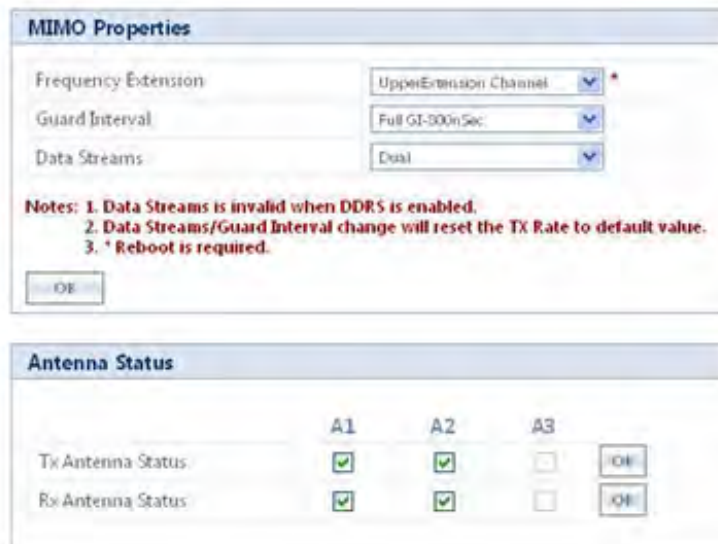 MIMO Properties
Frequency Extension UpperExtension Channel *
Guard Interval Full GI-800nSec
Data Streams Dual
Notes: 1. Data Streams is invalid when DDRS is enabled.
2. Data Streams/Guard Interval change will reset the TX Rate to default value.
3. * Reboot is required.
OK
Antenna Status
A1 A2 A3
Tx Antenna Status OK
Rx Antenna Status OK